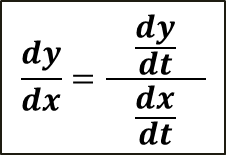 dy/dx = (dy/dt)/(dx/dt)